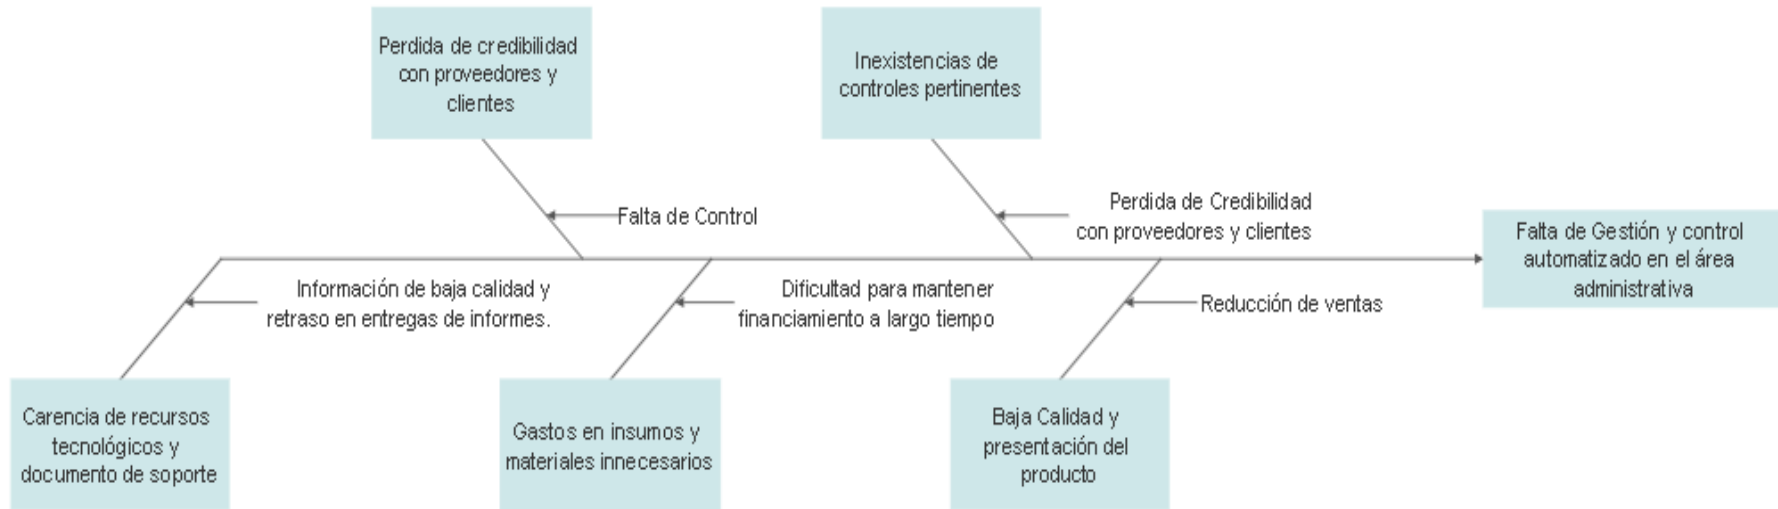 Perdida de credibilidad
con proveedores y
clientes
Inexistencias de
controles pertinentes
Falta de Control
Perdida de Credibilidad
con proveedores y clientes
Falta de Gestión y control
automatizado en el área
administrativa
Información de baja calidad y
retraso en entregas de informes.
Dificultad para mantener
financiamiento a largo tiempo
Reducción de ventas
Carencia de recursos
tecnológicos y
documento de soporte
Gastos en insumos y
materiales innecesarios
Baja Calidad y
presentación del
producto